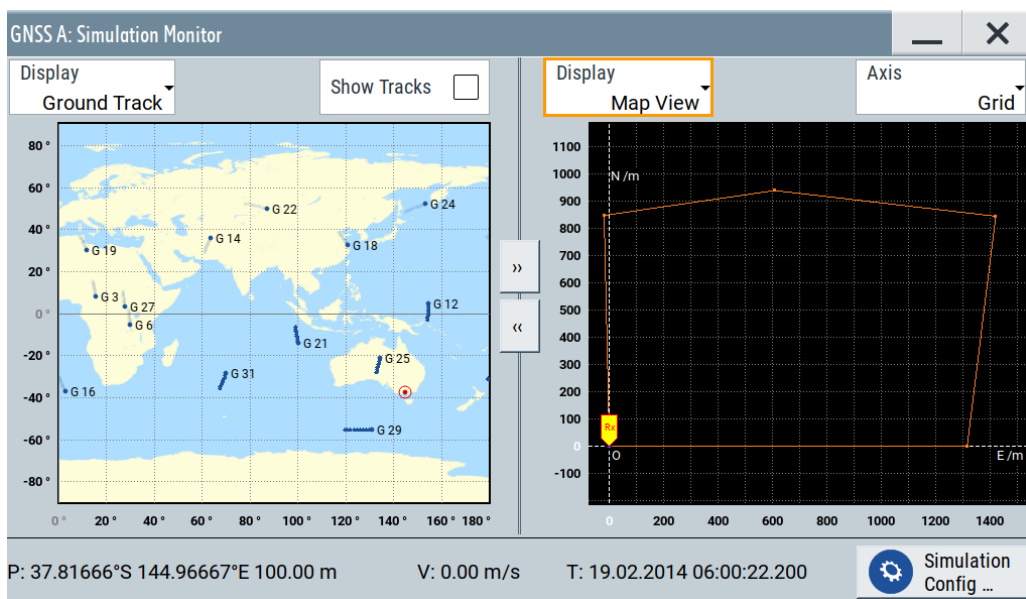 GNSS A: Simulation Monitor
Display
Ground Track
Show Tracks
80 °
60 °
40 °
20 °
0 °
-20 °
-40 °
-60 °
-80 °
G 22
G 24
G 14
G 18
G 19
G 3
G 27
G 6
G 12
G 21
G 25
G 31
G 16
G 29
0 °
20 °
40 °
60 °
80 °
100 °
120 °
140 °
160 °
180 °
››
‹‹
Display
Map View
Axis
Grid
1100
1000
900
800
700
600
500
400
300
200
100
0
-100
N /m
Rx
O
E /m
0
200
400
600
800
1000
1200
1400
P: 37.81666°S 144.96667°E 100.00 m
V: 0.00 m/s
T: 19.02.2014 06:00:22.200
Simulation
Config ...